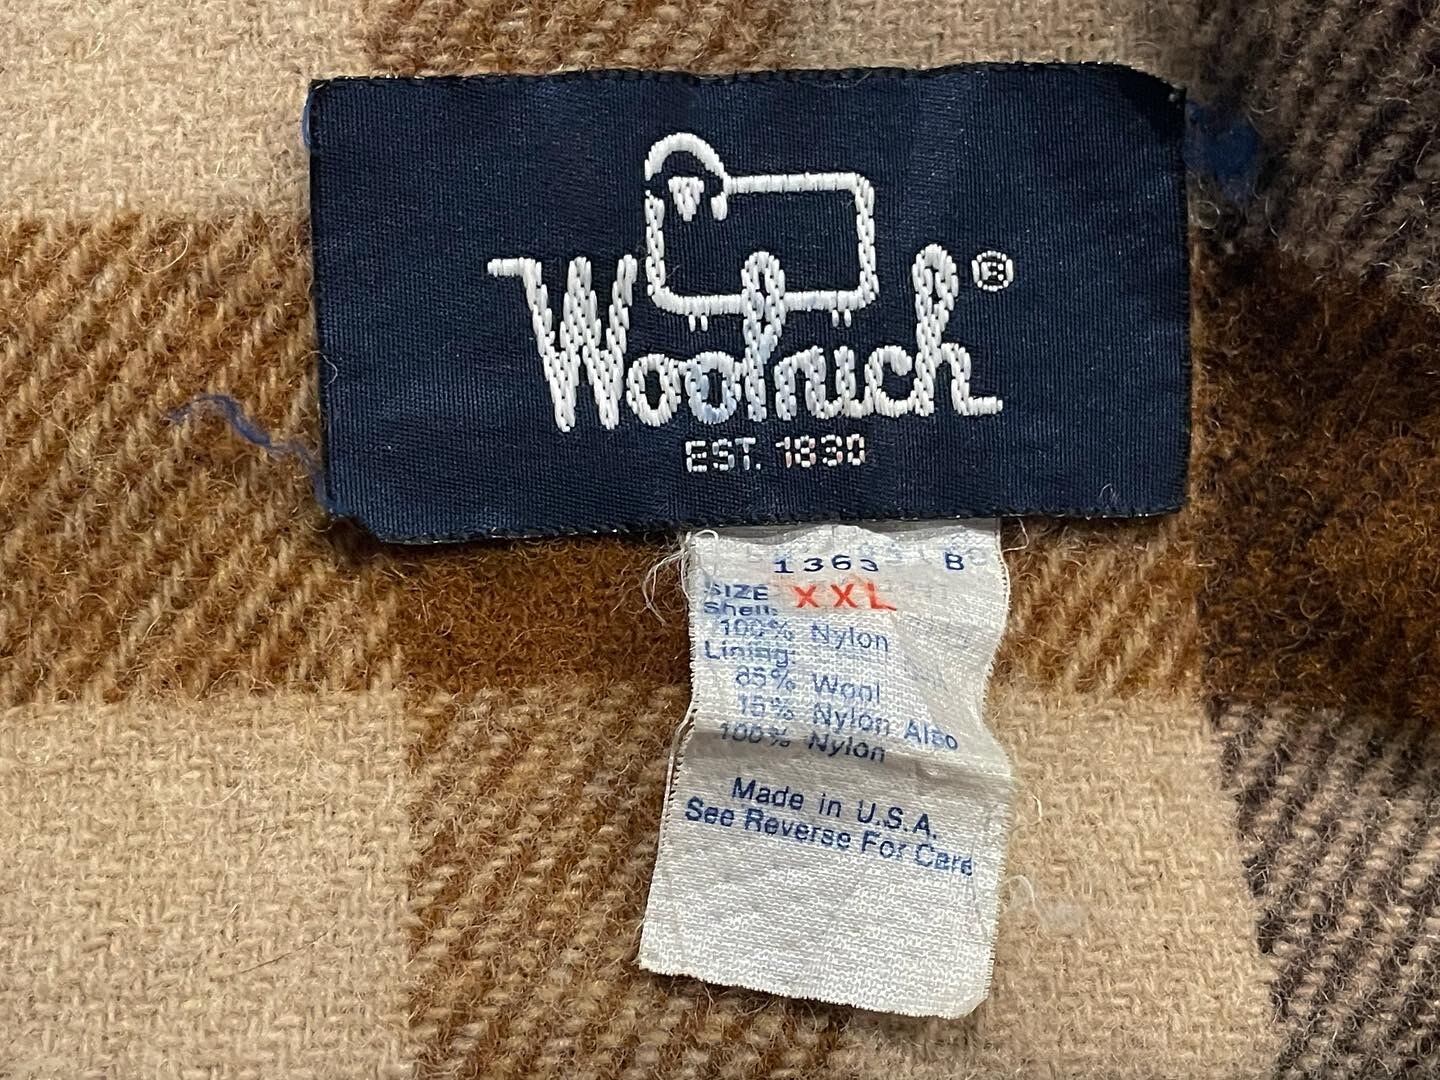 Woolrich®
EST. 1830
1363 B
SIZE XXL
Shell:
100% Nylon
Lining:
85% Wool
15% Nylon Also
100% Nylon
Made in U.S.A.
See Reverse For Care